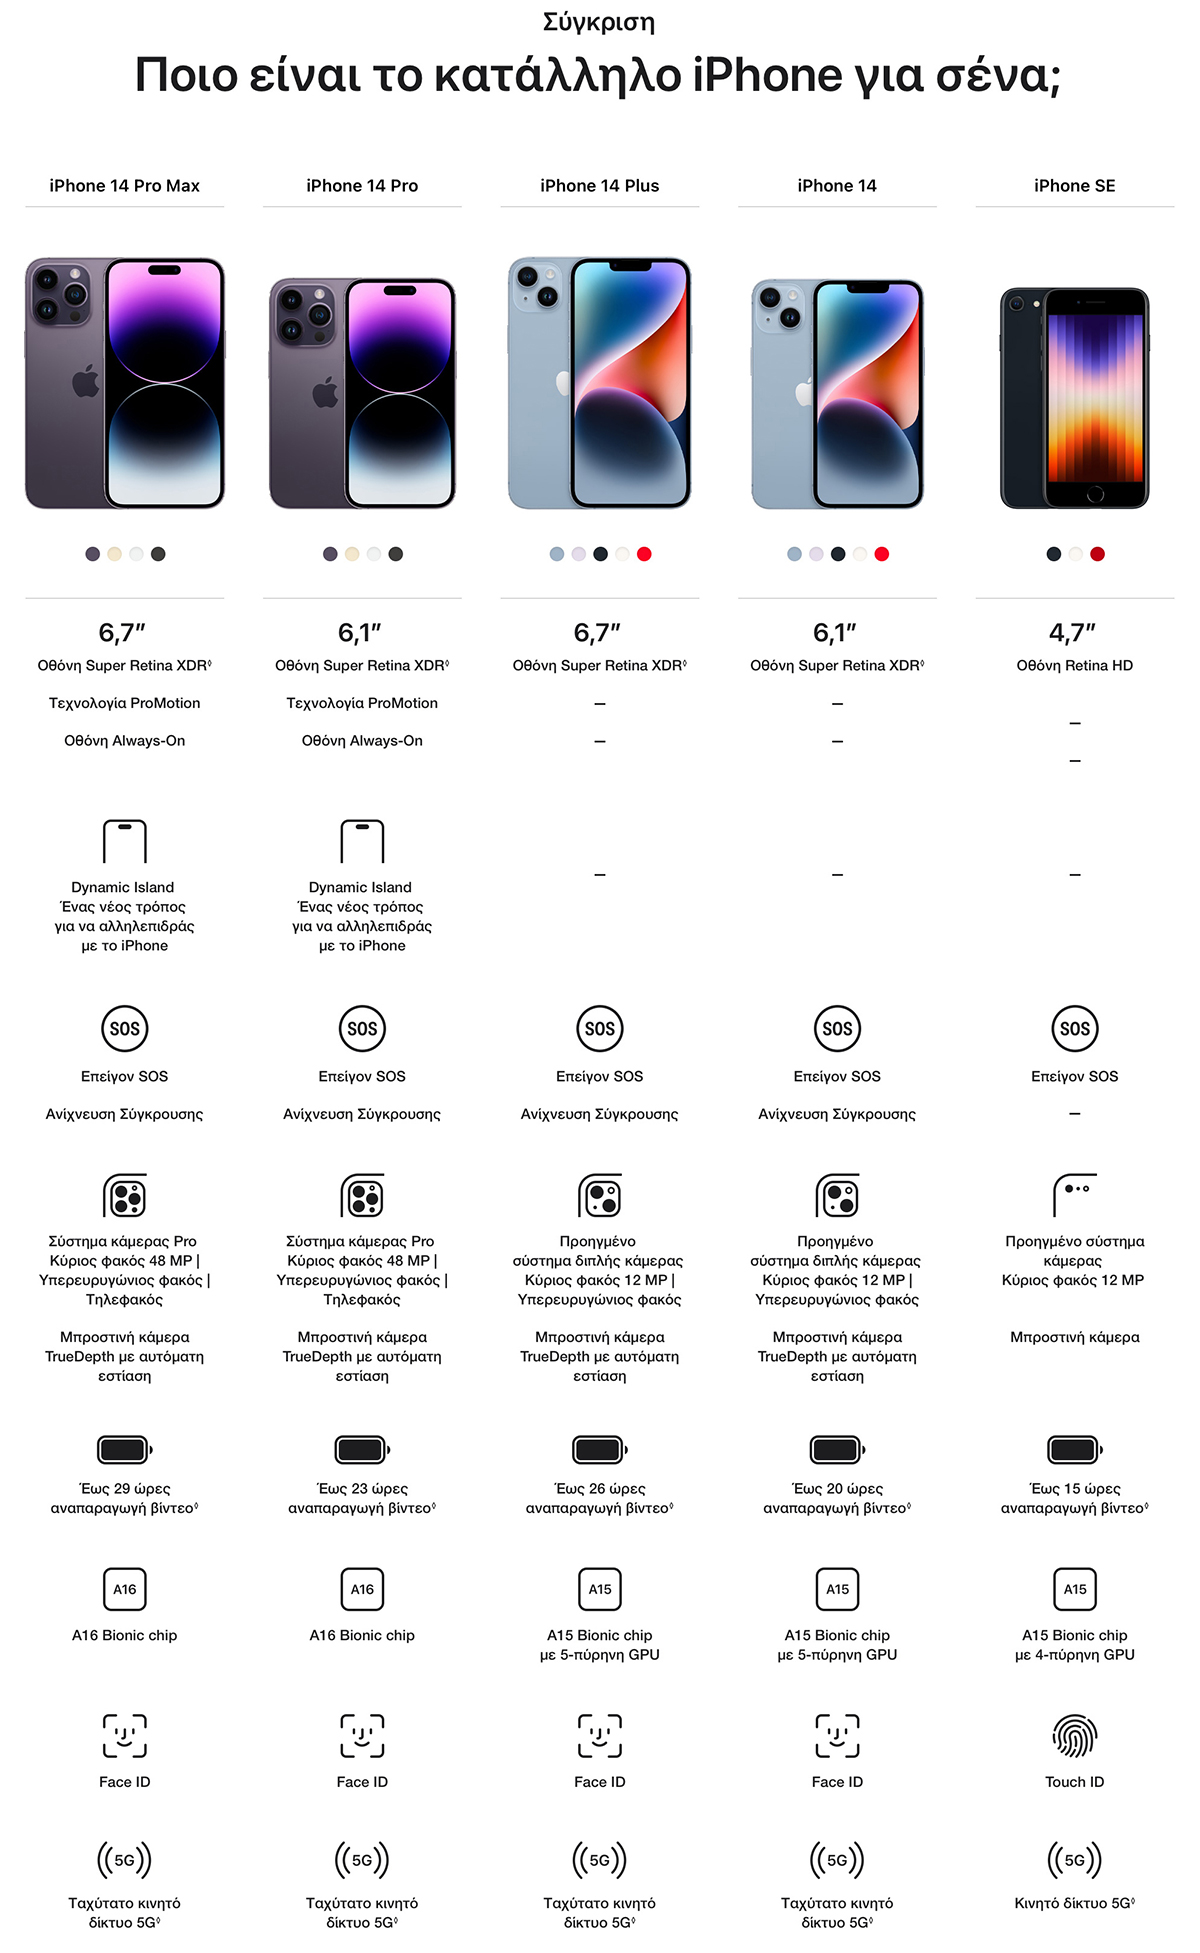 Σύγκριση
Ποιο είναι το κατάλληλο iPhone για σένα;
iPhone 14 Pro Max
iPhone 14 Pro
iPhone 14 Plus
iPhone 14
iPhone SE
6,7″
6,1″
6,7″
6,1″
4,7″
Οθόνη Super Retina XDR◊
Οθόνη Super Retina XDR◊
Οθόνη Super Retina XDR◊
Οθόνη Super Retina XDR◊
Οθόνη Retina HD
Τεχνολογία ProMotion
Τεχνολογία ProMotion
–
–
–
Οθόνη Always-On
Οθόνη Always-On
–
–
–
Dynamic Island
Ένας νέος τρόπος
για να αλληλεπιδράς
με το iPhone
Dynamic Island
Ένας νέος τρόπος
για να αλληλεπιδράς
με το iPhone
–
–
–
SOS
SOS
SOS
SOS
SOS
Επείγον SOS
Επείγον SOS
Επείγον SOS
Επείγον SOS
Επείγον SOS
Ανίχνευση Σύγκρουσης
Ανίχνευση Σύγκρουσης
Ανίχνευση Σύγκρουσης
Ανίχνευση Σύγκρουσης
–
Σύστημα κάμερας Pro
Κύριος φακός 48 MP |
Υπερευρυγώνιος φακός |
Τηλεφακός
Σύστημα κάμερας Pro
Κύριος φακός 48 MP |
Υπερευρυγώνιος φακός |
Τηλεφακός
Προηγμένο
σύστημα διπλής κάμερας
Κύριος φακός 12 MP |
Υπερευρυγώνιος φακός
Προηγμένο
σύστημα διπλής κάμερας
Κύριος φακός 12 MP |
Υπερευρυγώνιος φακός
Προηγμένο σύστημα
κάμερας
Κύριος φακός 12 MP
Μπροστινή κάμερα
TrueDepth με αυτόματη
εστίαση
Μπροστινή κάμερα
TrueDepth με αυτόματη
εστίαση
Μπροστινή κάμερα
TrueDepth με αυτόματη
εστίαση
Μπροστινή κάμερα
TrueDepth με αυτόματη
εστίαση
Μπροστινή κάμερα
Έως 29 ώρες
αναπαραγωγή βίντεο◊
Έως 23 ώρες
αναπαραγωγή βίντεο◊
Έως 26 ώρες
αναπαραγωγή βίντεο◊
Έως 20 ώρες
αναπαραγωγή βίντεο◊
Έως 15 ώρες
αναπαραγωγή βίντεο◊
A16
A16
A15
A15
A15
A16 Bionic chip
A16 Bionic chip
A15 Bionic chip
με 5-πύρηνη GPU
A15 Bionic chip
με 5-πύρηνη GPU
A15 Bionic chip
με 4-πύρηνη GPU
Face ID
Face ID
Face ID
Face ID
Touch ID
5G
5G
5G
5G
5G
Ταχύτατο κινητό
δίκτυο 5G◊
Ταχύτατο κινητό
δίκτυο 5G◊
Ταχύτατο κινητό
δίκτυο 5G◊
Ταχύτατο κινητό
δίκτυο 5G◊
Κινητό δίκτυο 5G◊